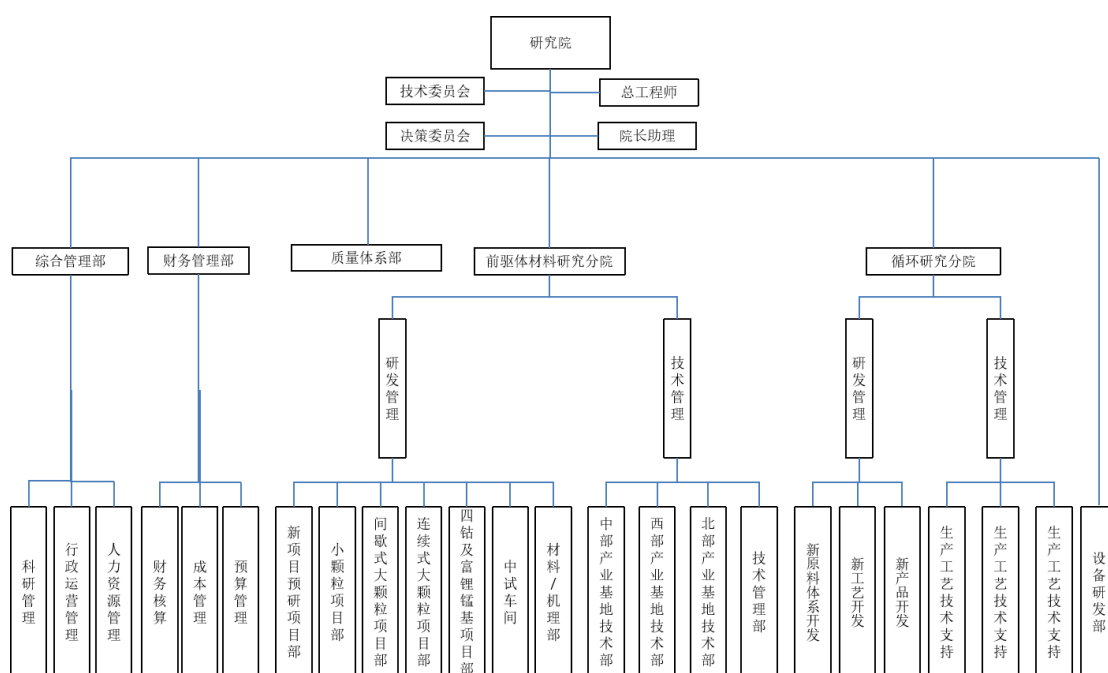 研究院
技术委员会
总工程师
决策委员会
院长助理
综合管理部
财务管理部
质量体系部
前驱体材料研究分院
循环研究分院
研发管理
技术管理
研发管理
技术管理
科研管理
行政运营管理
人力资源管理
财务核算
成本管理
预算管理
新项目预研项目部
小颗粒项目部
间歇式大颗粒项目部
连续式大颗粒项目部
四钴及富锂锰基项目部
中试车间
材料/机理部
中部产业基地技术部
西部产业基地技术部
北部产业基地技术部
技术管理部
新原料体系开发
新工艺开发
新产品开发
生产工艺技术支持
生产工艺技术支持
生产工艺技术支持
设备研发部